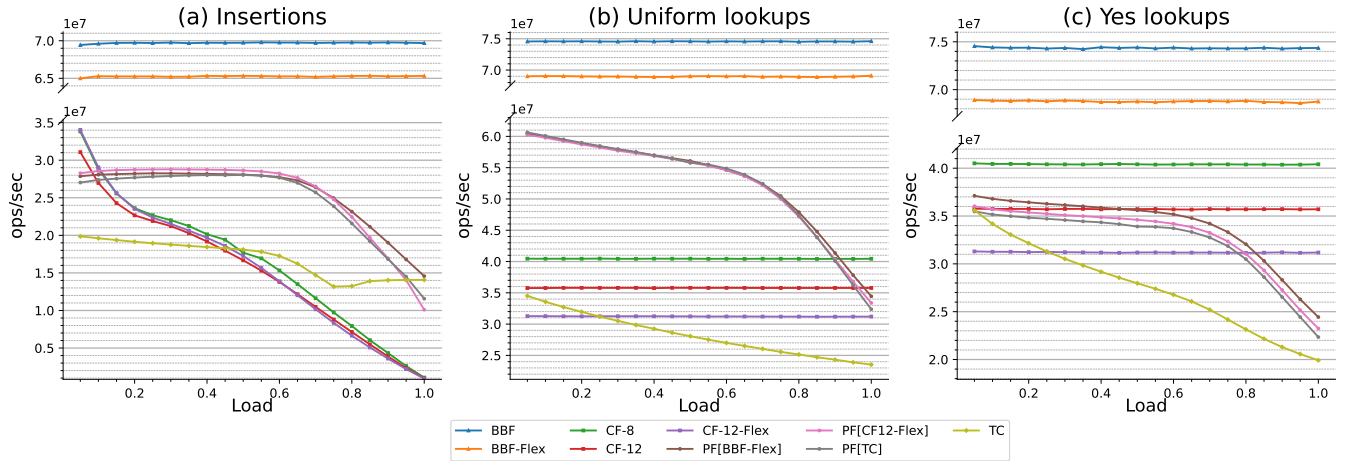 (a) Insertions
1e7
7.0
6.5
1e7
3.5
3.0
2.5
2.0
1.5
1.0
0.5
ops/sec
0.2 0.4 0.6 0.8 1.0
Load
(b) Uniform lookups
1e7
7.5
7.0
1e7
6.0
5.5
5.0
4.5
4.0
3.5
3.0
2.5
ops/sec
0.2 0.4 0.6 0.8 1.0
Load
(c) Yes lookups
1e7
7.5
7.0
1e7
4.0
3.5
3.0
2.5
2.0
ops/sec
0.2 0.4 0.6 0.8 1.0
Load
BBF CF-8 CF-12-Flex PF[CF12-Flex] TC
BBF-Flex CF-12 PF[BBF-Flex] PF[TC]